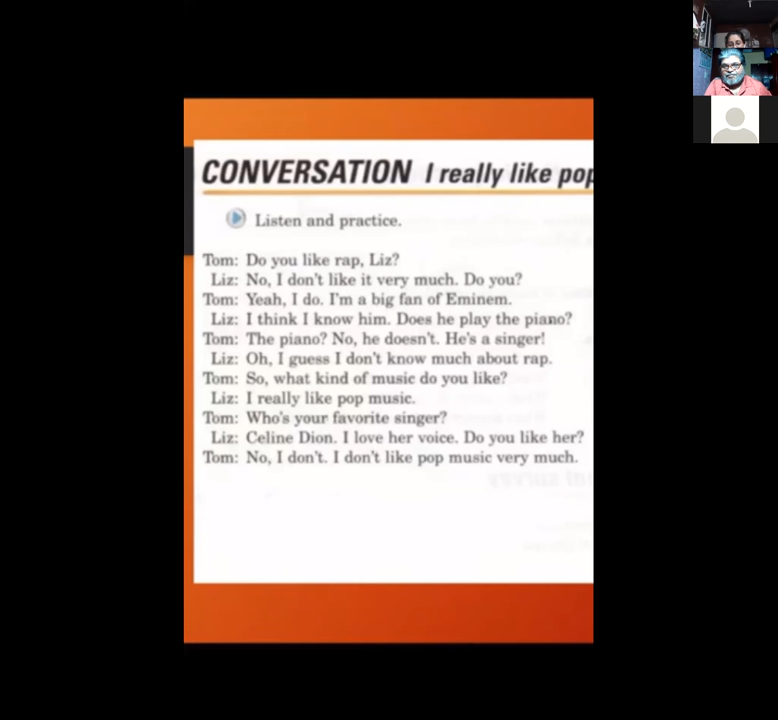 CONVERSATION I really like pop
Listen and practice.
Tom: Do you like rap, Liz?
Liz: No, I don't like it very much. Do you?
Tom: Yeah, I do. I'm a big fan of Eminem.
Liz: I think I know him. Does he play the piano?
Tom: The piano? No, he doesn't. He's a singer!
Liz: Oh, I guess I don't know much about rap.
Tom: So, what kind of music do you like?
Liz: I really like pop music.
Tom: Who's your favorite singer?
Liz: Celine Dion. I love her voice. Do you like her?
Tom: No, I don't. I don't like pop music very much.